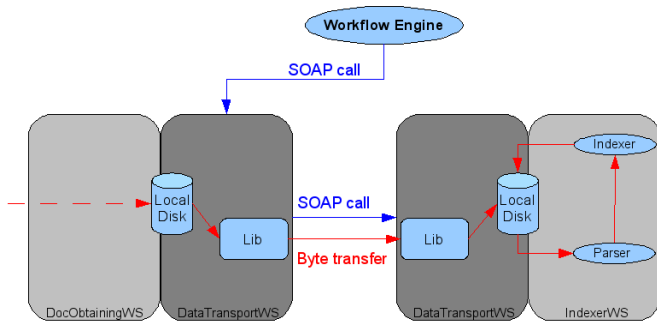 Workflow Engine
SOAP call
Indexer
Local
Disk
SOAP call
Local
Disk
Lib
Lib
Byte transfer
Parser
DocObtainingWS
DataTransportWS
DataTransportWS
IndexerWS